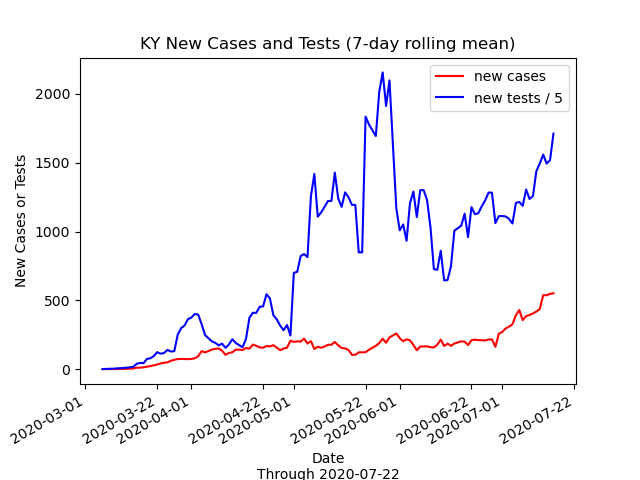 KY New Cases and Tests (7-day rolling mean)
new cases
new tests / 5
New Cases or Tests
2000
1500
1000
500
0
2020-03-01
2020-03-22
2020-04-01
2020-04-22
2020-05-01
2020-05-22
2020-06-01
2020-06-22
2020-07-01
2020-07-22
Date
Through 2020-07-22